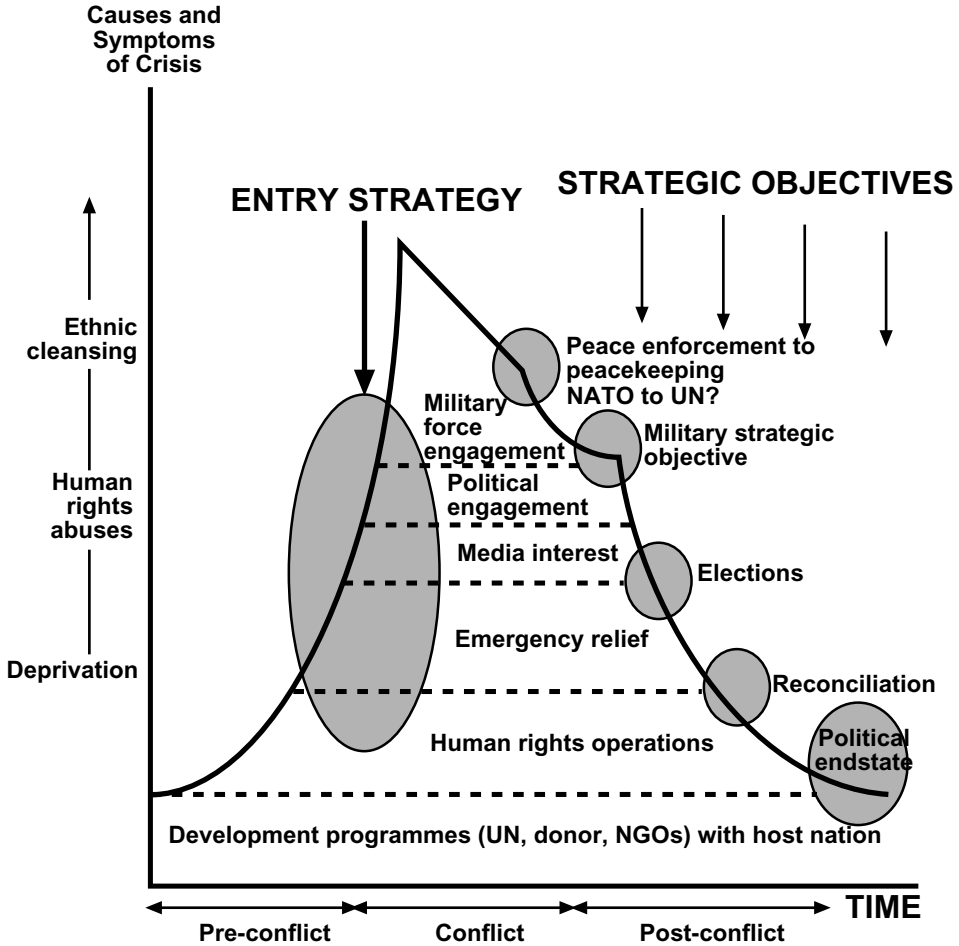 Causes and
Symptoms
of Crisis
ENTRY STRATEGY
STRATEGIC OBJECTIVES
Ethnic
cleansing
Human
rights
abuses
Deprivation
Peace enforcement to
peacekeeping
NATO to UN?
Military
force
engagement
Military strategic
objective
Political
engagement
Media interest
Elections
Emergency relief
Reconciliation
Human rights operations
Political
endstate
Development programmes (UN, donor, NGOs) with host nation
TIME
Pre-conflict
Conflict
Post-conflict